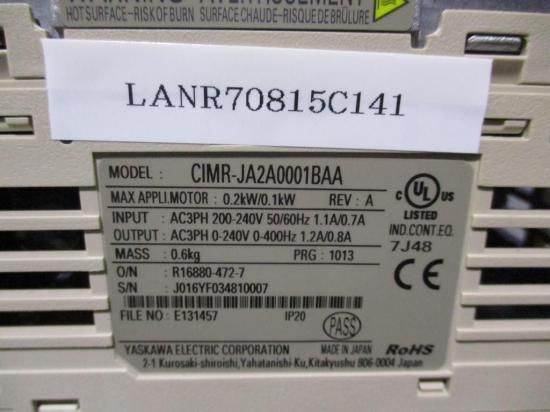 WARNING AVERTISSEMENT
HOT SURFACE - RISK OF BURN SURFACE CHAUDE - RISQUE DE BRÛLURE
LANR70815C141
MODEL : CIMR-JA2A0001BAA
MAX APPLI.MOTOR : 0.2kW/0.1kW REV : A
INPUT : AC3PH 200-240V 50/60Hz 1.1A/0.7A
OUTPUT : AC3PH 0-240V 0-400Hz 1.2A/0.8A
MASS : 0.6kg PRG : 1013
O/N : R16880-472-7
S/N : J016YF034810007
FILE NO : E131457 IP20
PASS
YASKAWA ELECTRIC CORPORATION MADE IN JAPAN
2-1 Kurosaki-shiroishi,Yahatanishi-Ku,Kitakyushu 806-0004 Japan
C UL US
LISTED
IND.CONT.EQ.
7J48
CE
RoHS